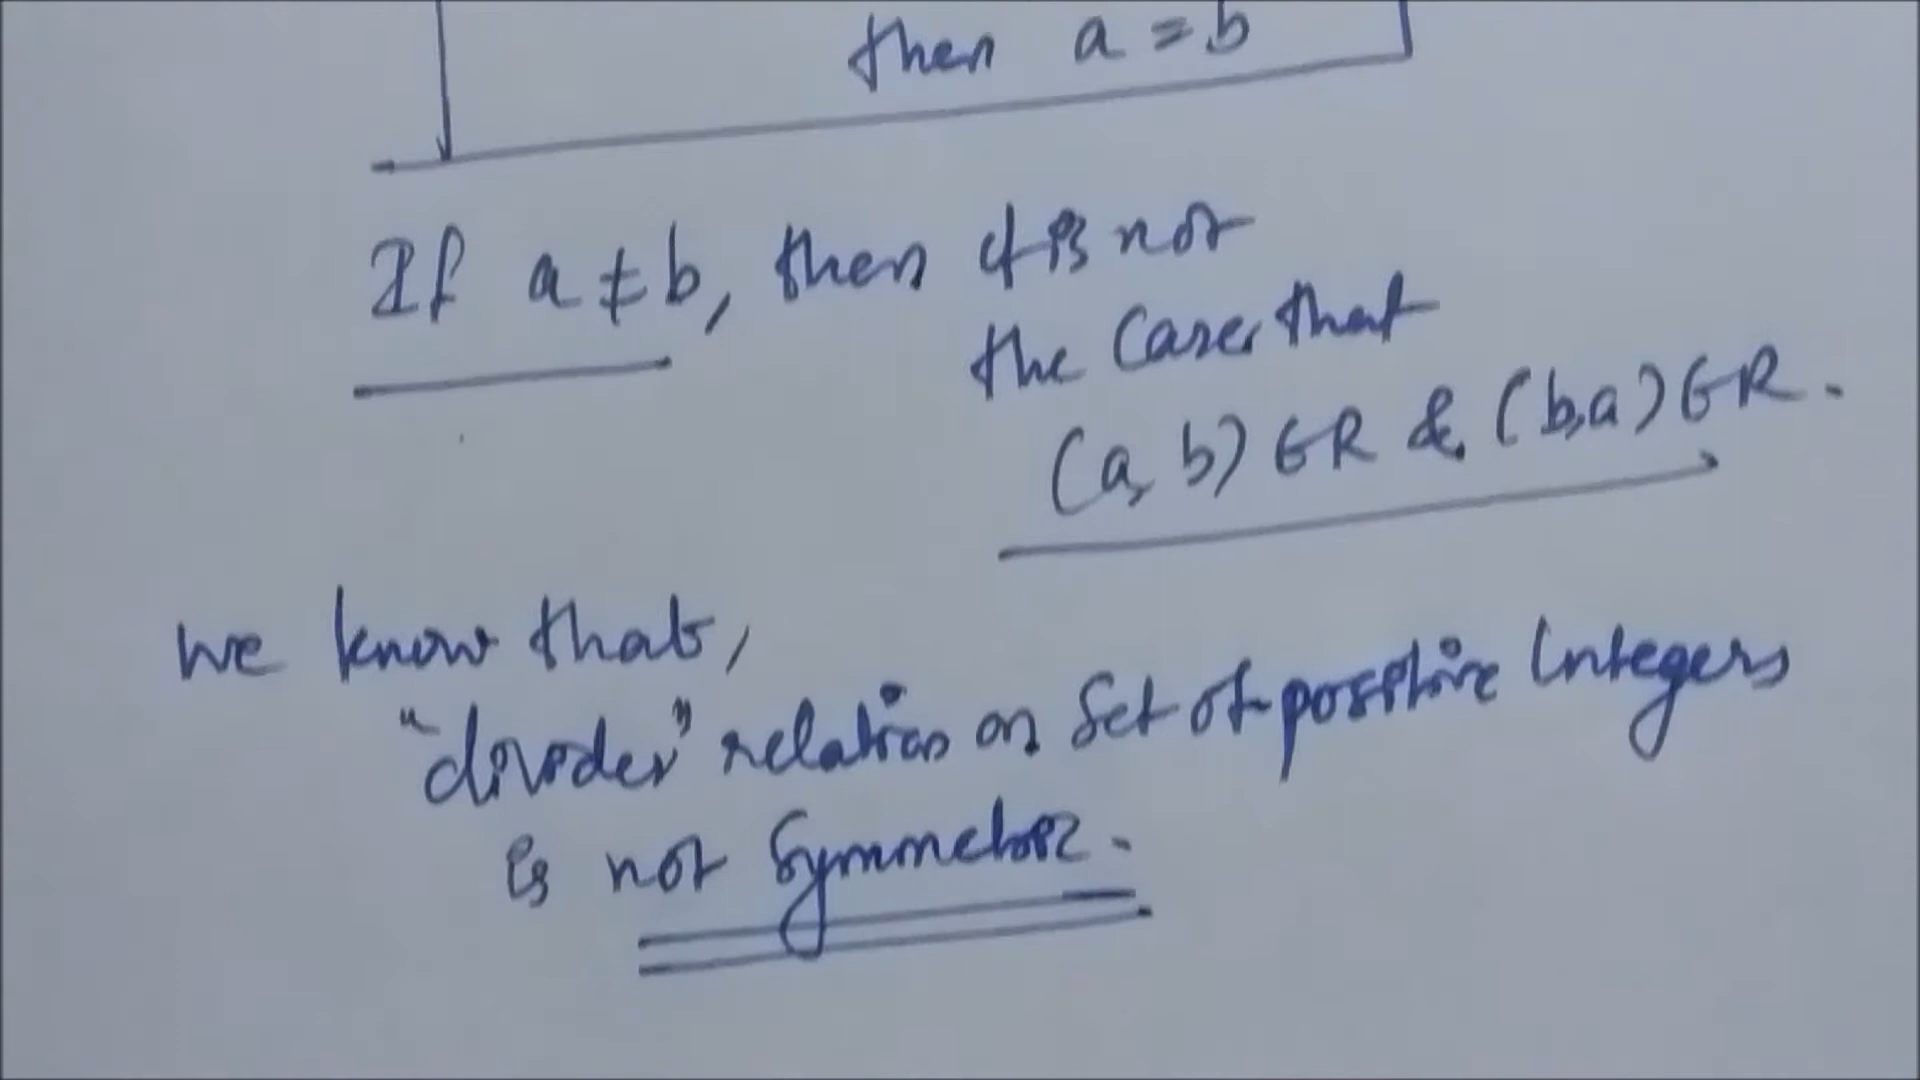 then a = b
If a ≠ b, then it is not
the case that
(a, b) ∈ R & (b, a) ∈ R.
we know that,
"divides" relation on set of positive integers
is not symmetric.